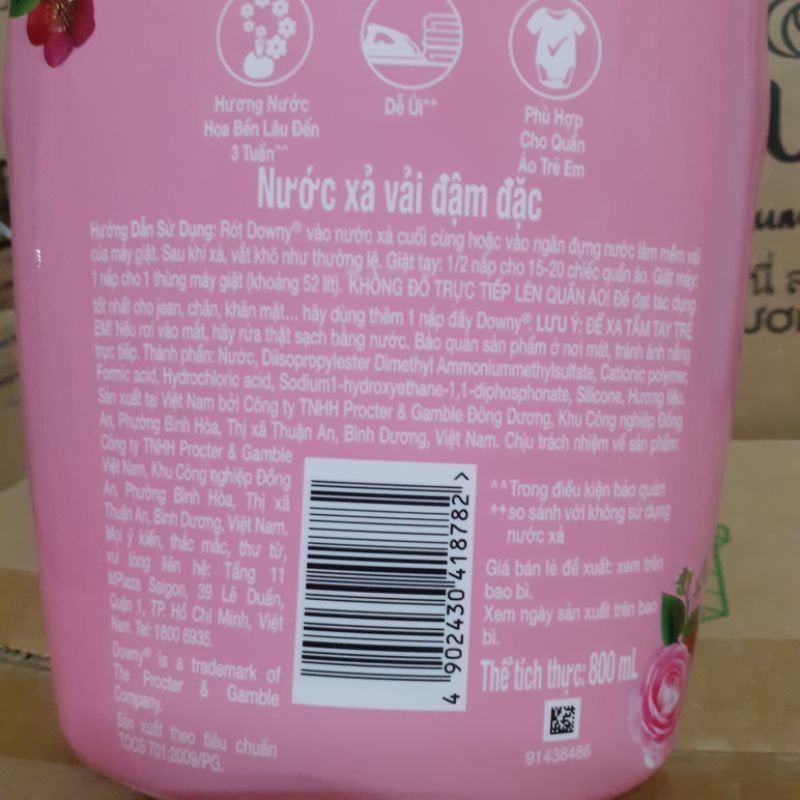 Hương Nước
Hoa Bền Lâu Đến
3 Tuần^^
Dễ Ủi++
Phù Hợp
Cho Quần
Áo Trẻ Em
Nước xả vải đậm đặc
Hướng Dẫn Sử Dụng: Rót Downy® vào nước xả cuối cùng hoặc vào ngăn đựng nước làm mềm vải
của máy giặt. Sau khi xả, vắt khô như thường lệ. Giặt tay: 1/2 nắp cho 15-20 chiếc quần áo. Giặt máy:
1 nắp cho 1 thùng máy giặt (khoảng 52 lít). KHÔNG ĐỔ TRỰC TIẾP LÊN QUẦN ÁO! Để đạt tác dụng
tốt nhất cho jean, chăn, khăn mặt... hãy dùng thêm 1 nắp đầy Downy®. LƯU Ý: ĐỂ XA TẦM TAY TRẺ
EM! Nếu rơi vào mắt, hãy rửa thật sạch bằng nước. Bảo quản sản phẩm ở nơi mát, tránh ánh nắng
trực tiếp. Thành phần: Nước, Diisopropylester Dimethyl Ammoniummethylsulfate, Cationic polymer,
Formic acid, Hydrochloric acid, Sodium1-hydroxyethane-1,1-diphosphonate, Silicone, Hương liệu.
Sản xuất tại Việt Nam bởi Công ty TNHH Procter & Gamble Đông Dương, Khu Công nghiệp Đồng
An, Phường Bình Hòa, Thị xã Thuận An, Bình Dương, Việt Nam. Chịu trách nhiệm về sản phẩm:
Công ty TNHH Procter & Gamble
Việt Nam, Khu Công nghiệp Đồng
An, Phường Bình Hòa, Thị xã
Thuận An, Bình Dương, Việt Nam.
Mọi ý kiến, thắc mắc, thư từ,
vui lòng liên hệ: Tầng 11
MPlaza Saigon, 39 Lê Duẩn,
Quận 1, TP. Hồ Chí Minh, Việt
Nam. Tel: 1800 6935.
Downy® is a trademark of
The Procter & Gamble
Company.
Sản xuất theo tiêu chuẩn
TCCS 701:2009/PG.
4 902430 418782 >
^^Trong điều kiện bảo quản
++so sánh với không sử dụng
nước xả
Giá bán lẻ đề xuất: xem trên
bao bì.
Xem ngày sản xuất trên bao
bì.
Thể tích thực: 800 mL
91438486